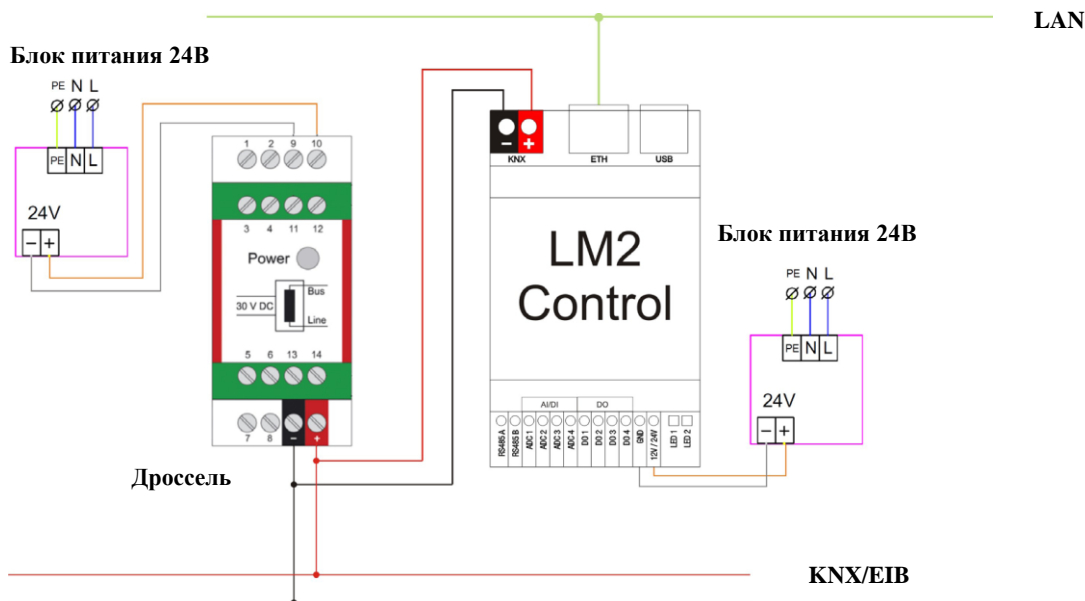 LAN
Блок питания 24В
PE N L
PE N L
24V
− +
1 2 9 10
3 4 11 12
Power
Bus
30 V DC
Line
5 6 13 14
7 8 − +
Дроссель
− +
KNX ETH USB
LM2
Control
AI/DI DO
RS485 A RS485 B ADC 1 ADC 2 ADC 3 ADC 4 DO 1 DO 2 DO 3 DO 4 GND 12V / 24V LED 1 LED 2
Блок питания 24В
PE N L
PE N L
24V
− +
KNX/EIB